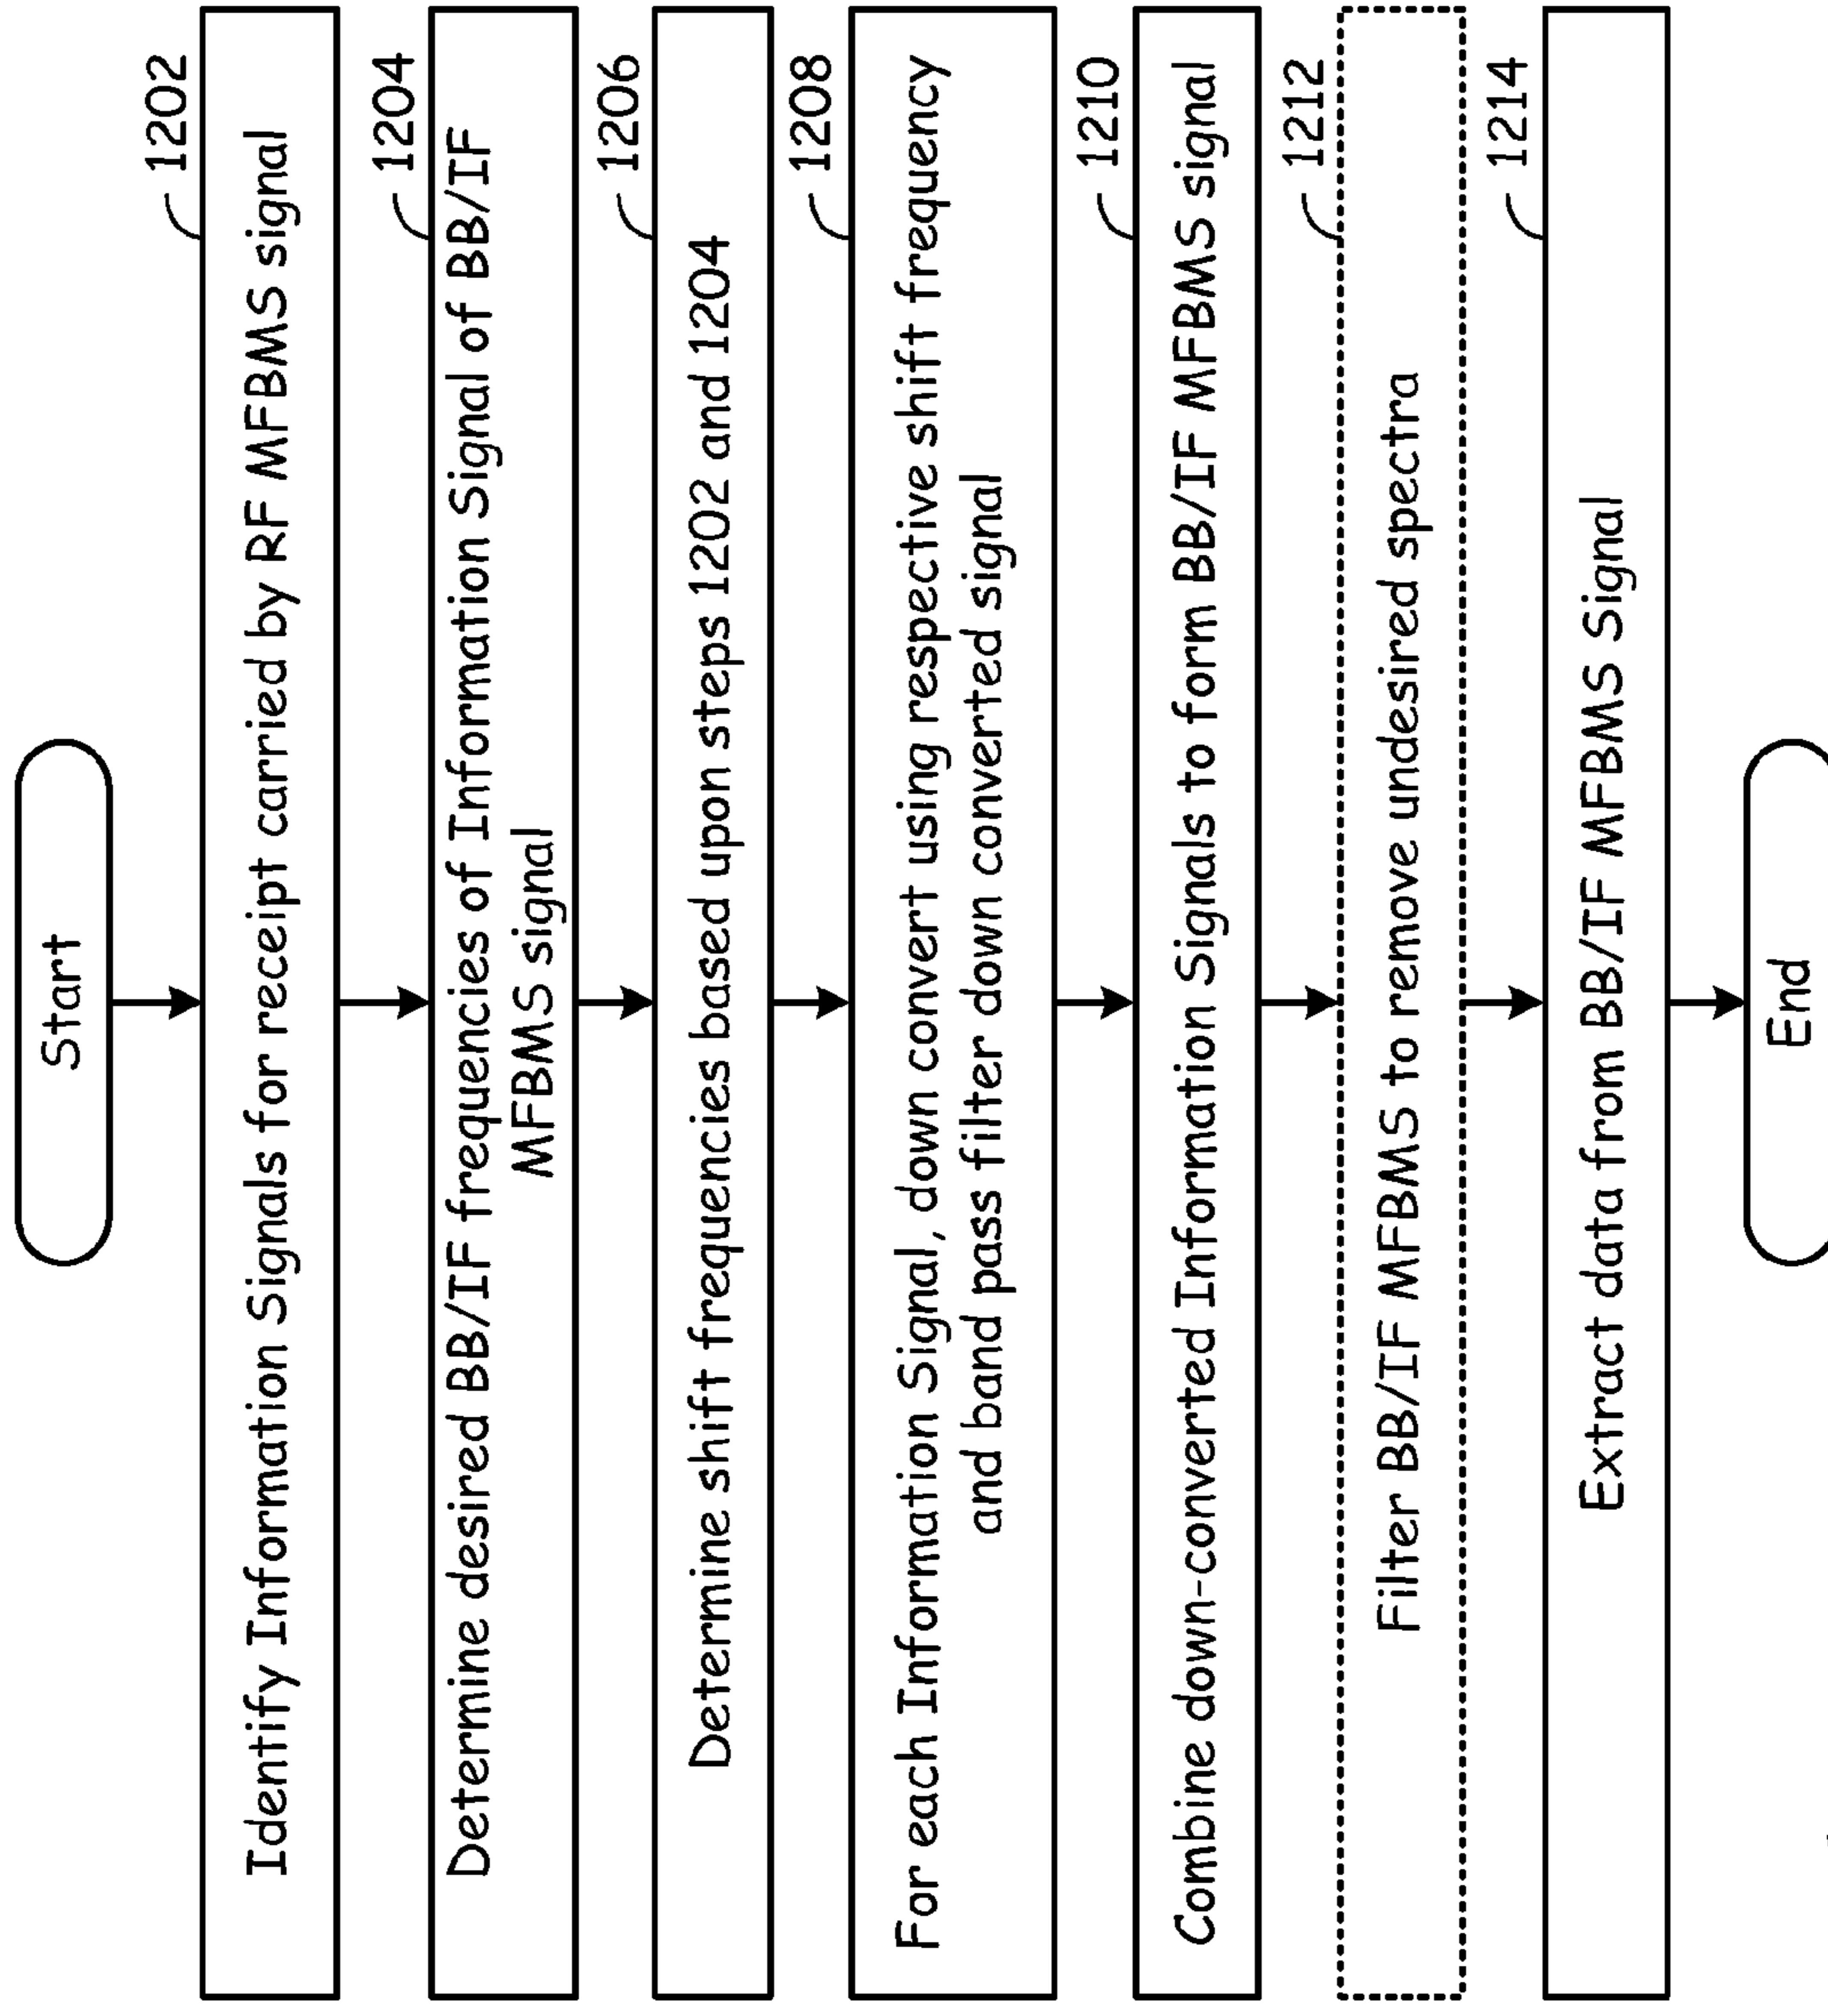 Start
1202
Identify Information Signals for receipt carried by RF MFBMS signal
1204
Determine desired BB/IF frequencies of Information Signal of BB/IF
MFBMS signal
1206
Determine shift frequencies based upon steps 1202 and 1204
1208
For each Information Signal, down convert using respective shift frequency
and band pass filter down converted signal
1210
Combine down-converted Information Signals to form BB/IF MFBMS signal
1212
Filter BB/IF MFBMS to remove undesired spectra
1214
Extract data from BB/IF MFBMS Signal
End